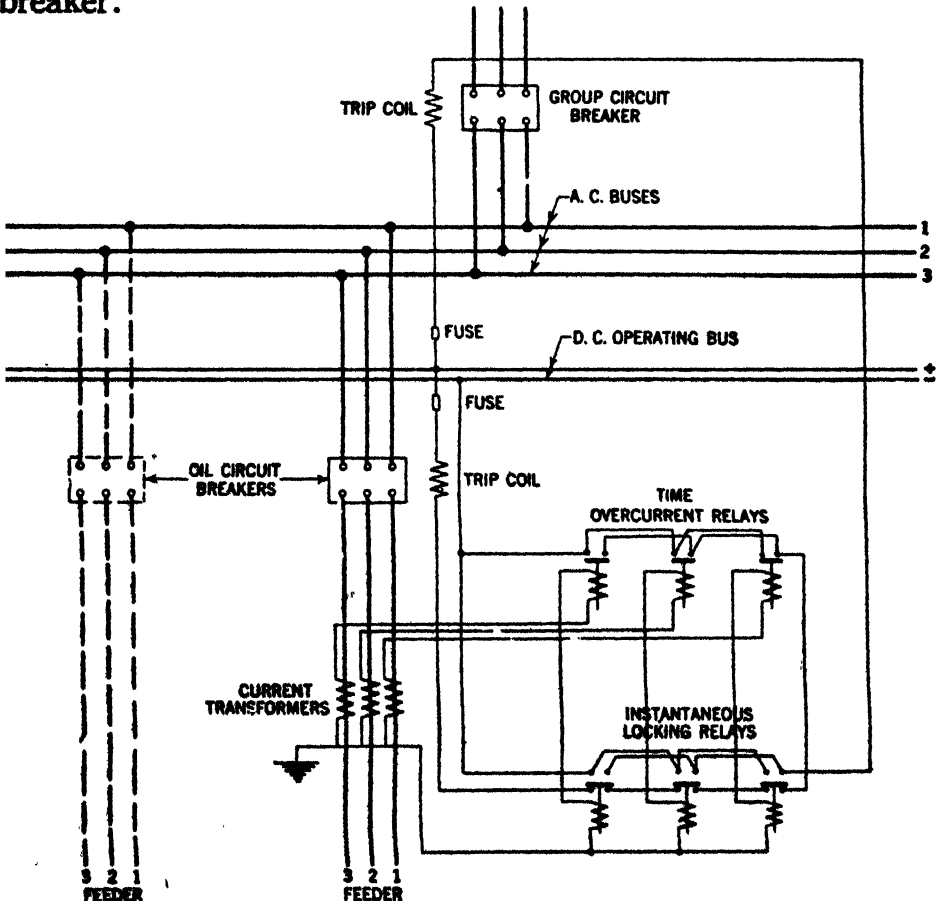 breaker.
TRIP COIL
GROUP CIRCUIT
BREAKER
A. C. BUSES
1
2
3
FUSE
D. C. OPERATING BUS
+
−
FUSE
OIL CIRCUIT
BREAKERS
TRIP COIL
TIME
OVERCURRENT RELAYS
CURRENT
TRANSFORMERS
INSTANTANEOUS
LOCKING RELAYS
3 2 1
FEEDER
3 2 1
FEEDER